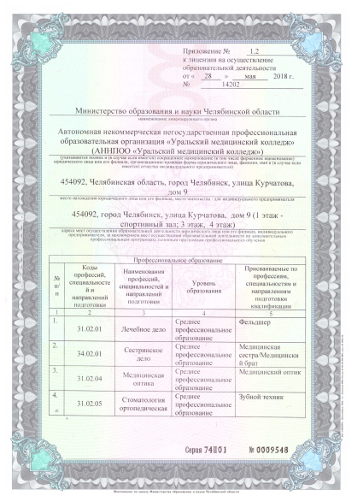 Приложение № 1.2
к лицензии на осуществление
образовательной деятельности
от « 28 » мая 2018 г.
№ 14202
Министерство образования и науки Челябинской области
наименование лицензирующего органа
Автономная некоммерческая негосударственная профессиональная
образовательная организация «Уральский медицинский колледж»
(АННПОО «Уральский медицинский колледж»)
454092, Челябинская область, город Челябинск, улица Курчатова,
дом 9
454092, город Челябинск, улица Курчатова, дом 9 (1 этаж -
спортивный зал; 3 этаж, 4 этаж)
Профессиональное образование
№ п/п
Коды профессий, специальностей и направлений подготовки
Наименования профессий, специальностей и направлений подготовки
Уровень образования
Присваиваемые по профессиям, специальностям и направлениям подготовки квалификации
1 2 3 4 5
1. 31.02.01 Лечебное дело Среднее профессиональное образование Фельдшер
2. 34.02.01 Сестринское дело Среднее профессиональное образование Медицинская сестра/Медицинский брат
3. 31.02.04 Медицинская оптика Среднее профессиональное образование Медицинский оптик
4. 31.02.05 Стоматология ортопедическая Среднее профессиональное образование Зубной техник
Серия 74П01 № 0009548